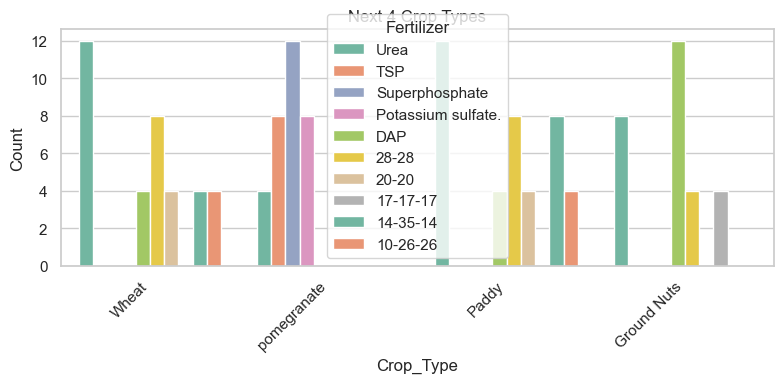 Next 4 Crop Types
Fertilizer
Urea
TSP
Superphosphate
Potassium sulfate.
DAP
28-28
20-20
17-17-17
14-35-14
10-26-26
Count
12
10
8
6
4
2
0
Wheat
pomegranate
Paddy
Ground Nuts
Crop_Type